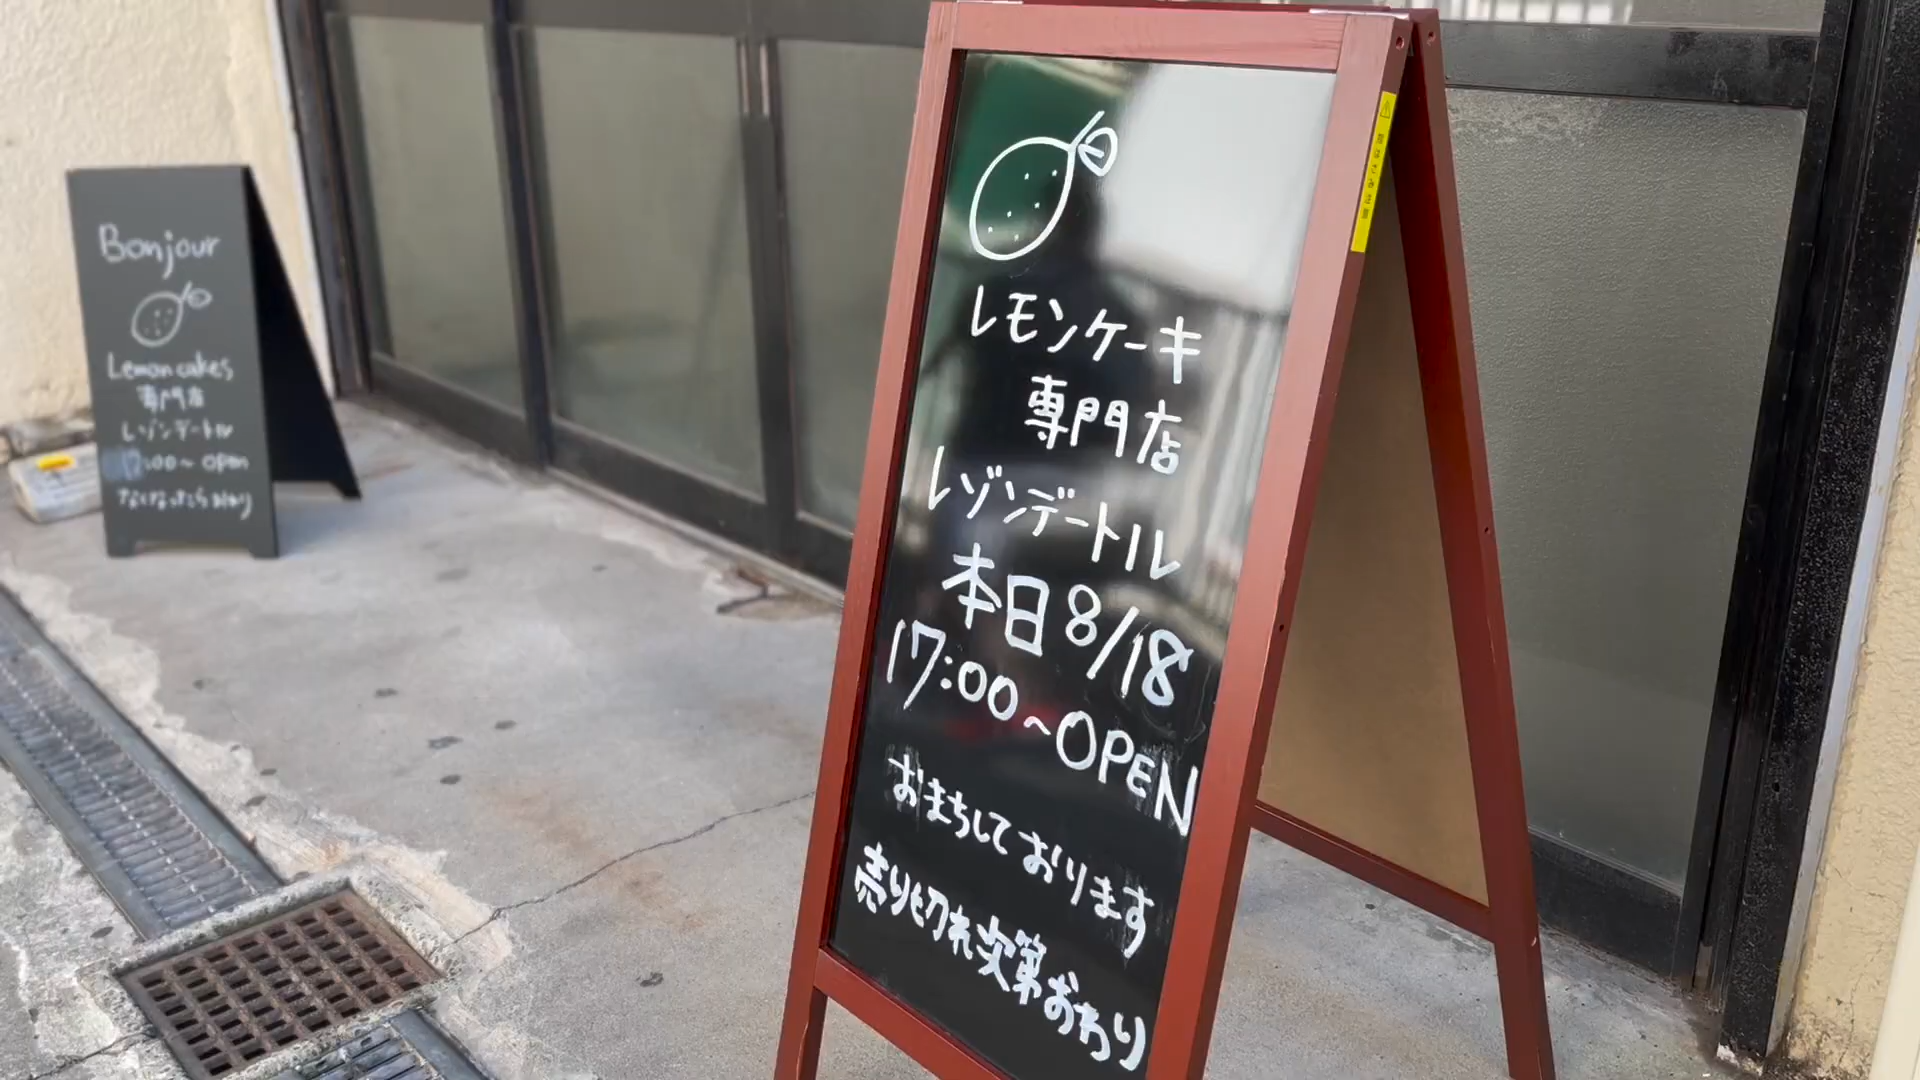 Bonjour
Lemon cakes
専門店
レゾンデートル
17:00～ open
なくなったらおわり
レモンケーキ
専門店
レゾンデートル
本日8/18
17:00～OPEN
おまちしております
売り切れ次第おわり